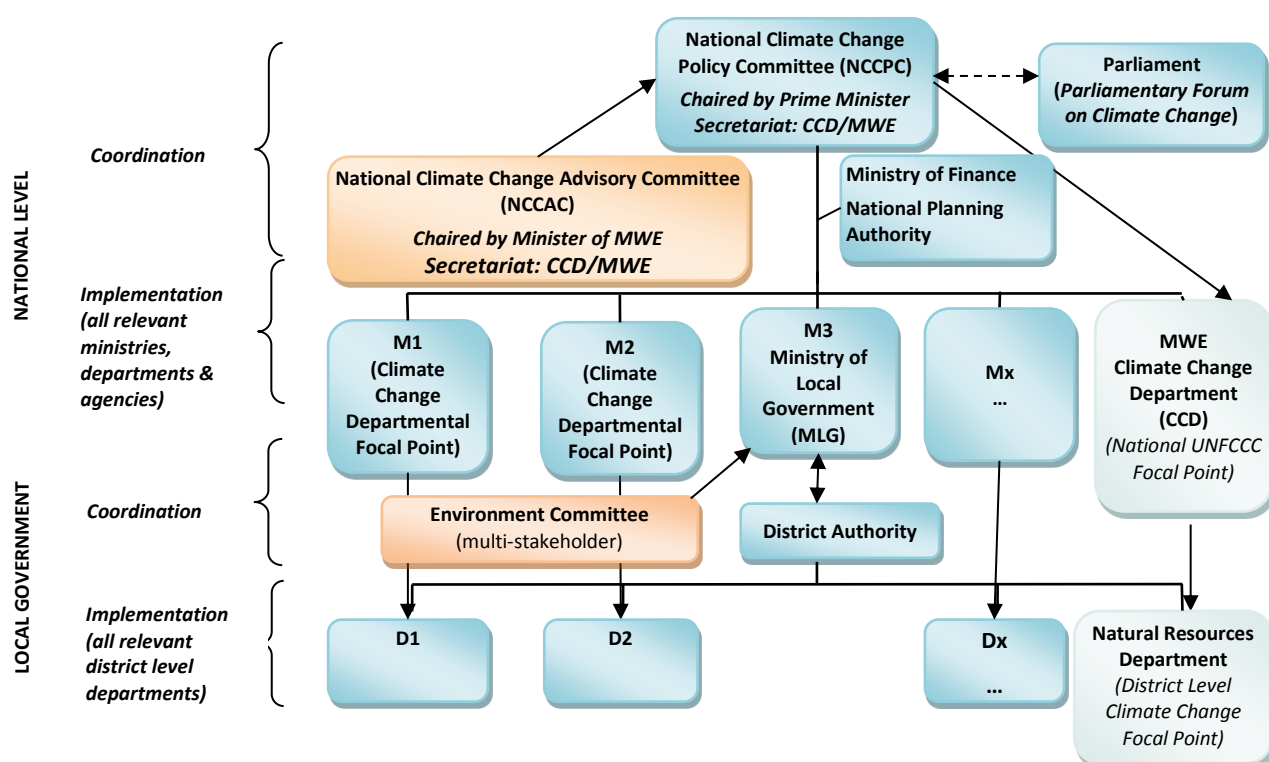 NATIONAL LEVEL
Coordination
National Climate Change
Policy Committee (NCCPC)
Chaired by Prime Minister
Secretariat: CCD/MWE
Parliament
(Parliamentary Forum
on Climate Change)
National Climate Change Advisory Committee
(NCCAC)
Chaired by Minister of MWE
Secretariat: CCD/MWE
Ministry of Finance
National Planning
Authority
Implementation
(all relevant
ministries,
departments &
agencies)
M1
(Climate
Change
Departmental
Focal Point)
M2
(Climate
Change
Departmental
Focal Point)
M3
Ministry of
Local
Government
(MLG)
Mx
...
MWE
Climate Change
Department
(CCD)
(National UNFCCC
Focal Point)
LOCAL GOVERNMENT
Coordination
Environment Committee
(multi-stakeholder)
District Authority
Implementation
(all relevant
district level
departments)
D1
D2
Dx
...
Natural Resources
Department
(District Level
Climate Change
Focal Point)